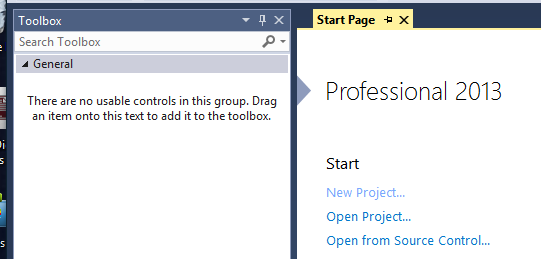 Toolbox
Search Toolbox
General
There are no usable controls in this group. Drag
an item onto this text to add it to the toolbox.
Start Page
Professional 2013
Start
New Project...
Open Project...
Open from Source Control...